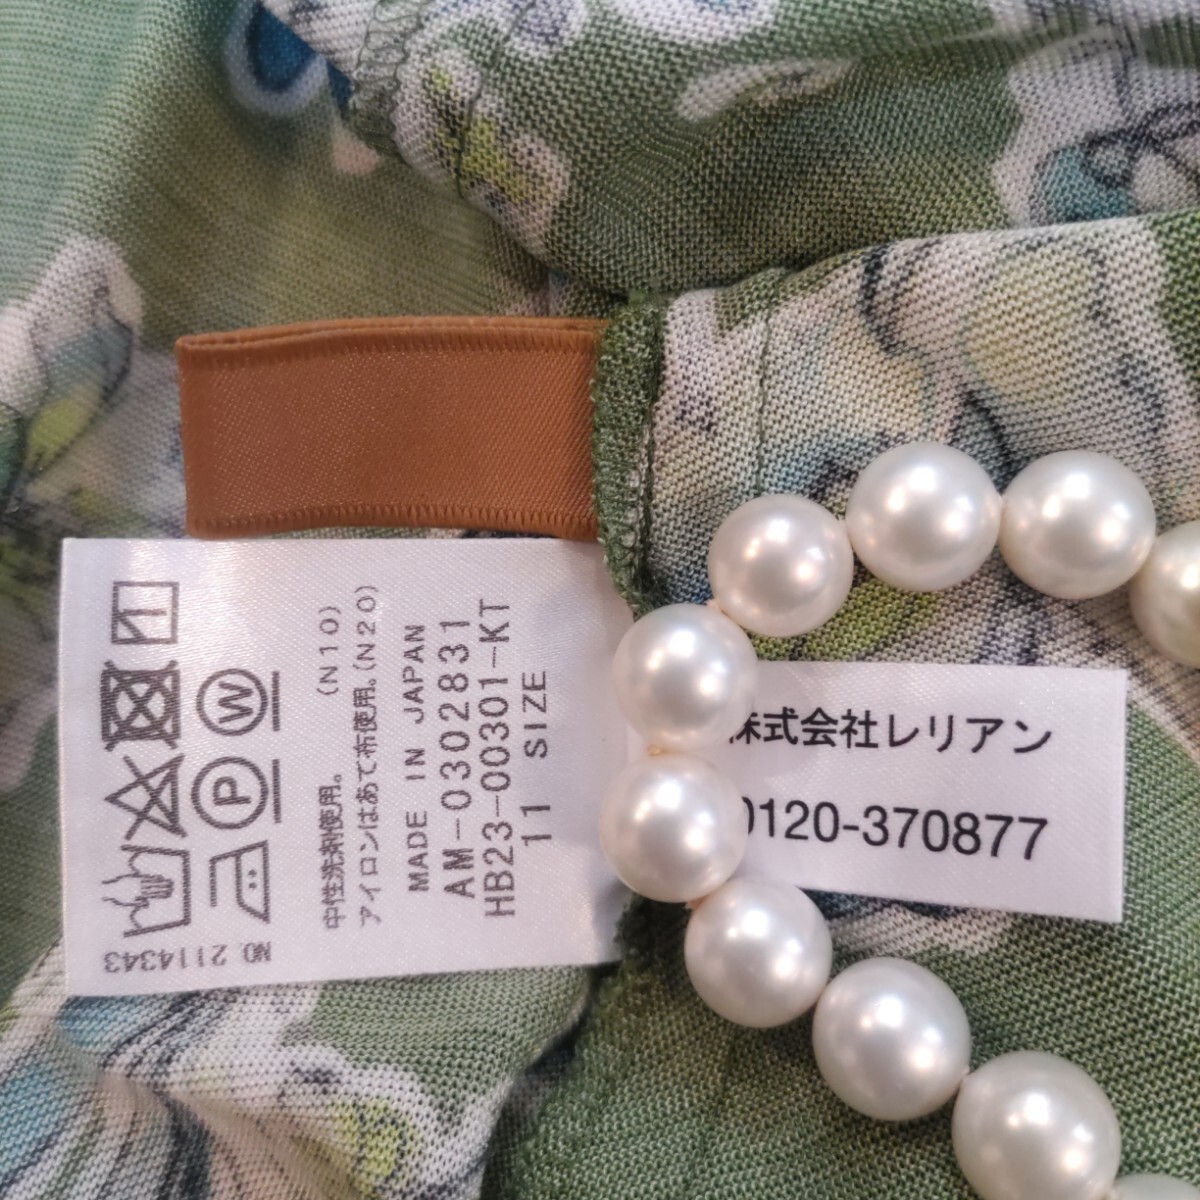 (N10)
中性洗剤使用。
アイロンはあて布使用。(N20)
MADE IN JAPAN
AM-0302831
HB23-00301-KT
11 SIZE
NO 2114343
株式会社レリアン
0120-370877